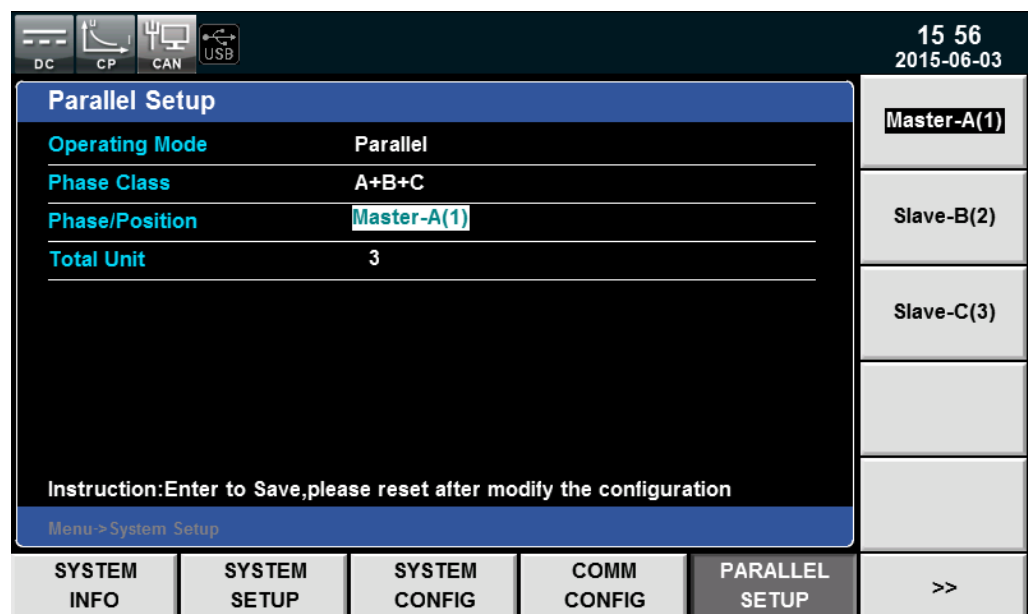 DC CP CAN USB
U I
15 56
2015-06-03
Parallel Setup
Operating Mode Parallel
Phase Class A+B+C
Phase/Position Master-A(1)
Total Unit 3
Instruction:Enter to Save,please reset after modify the configuration
Menu->System Setup
Master-A(1)
Slave-B(2)
Slave-C(3)
SYSTEM INFO
SYSTEM SETUP
SYSTEM CONFIG
COMM CONFIG
PARALLEL SETUP
>>